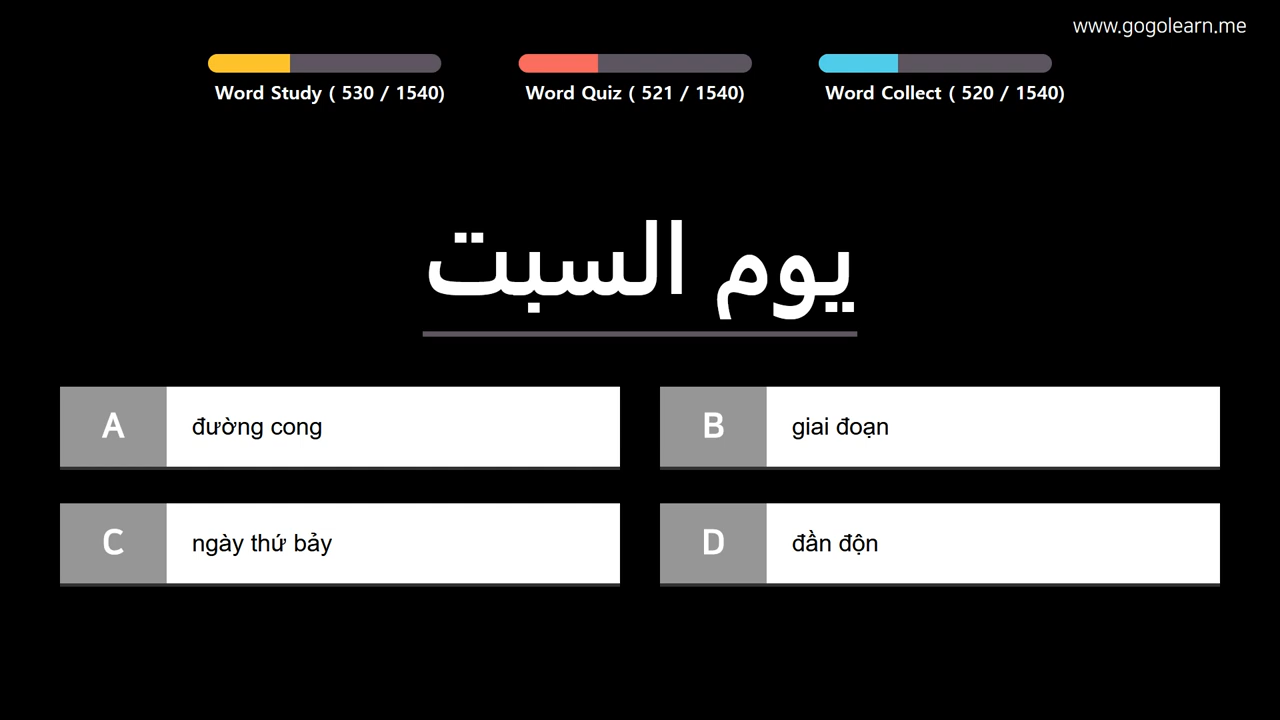 www.gogolearn.me
Word Study ( 530 / 1540)
Word Quiz ( 521 / 1540)
Word Collect ( 520 / 1540)
يوم السبت
A
đường cong
B
giai đoạn
C
ngày thứ bảy
D
đần độn